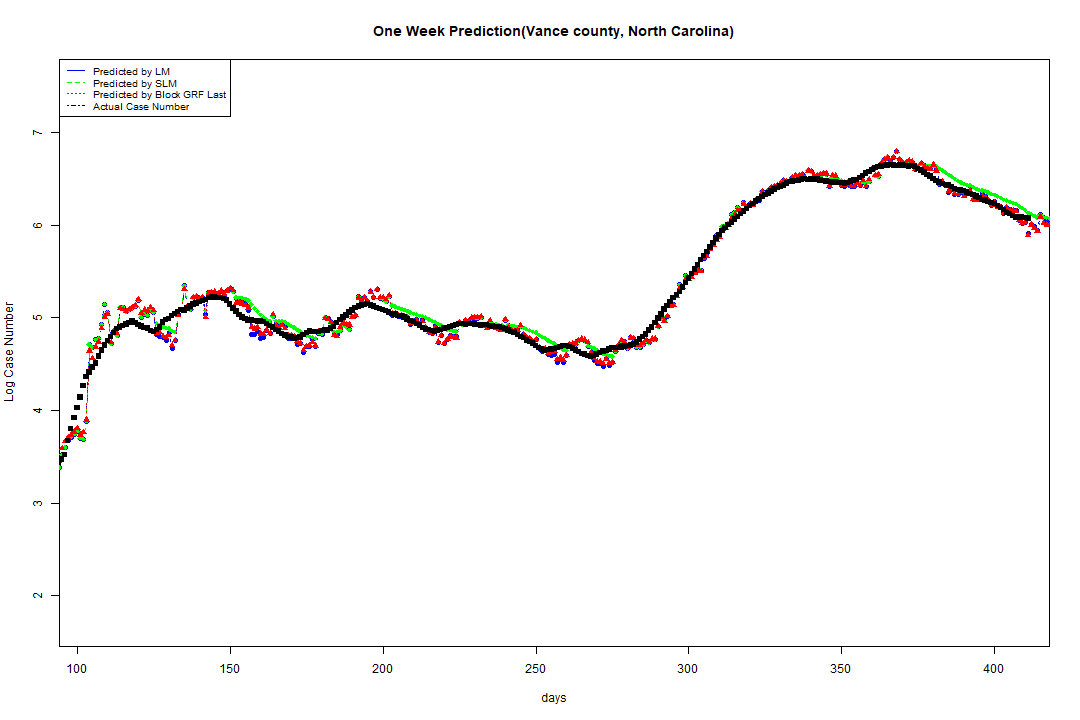 One Week Prediction(Vance county, North Carolina)
Predicted by LM
Predicted by SLM
Predicted by Block GRF Last
Actual Case Number
Log Case Number
7
6
5
4
3
2
100 150 200 250 300 350 400
days